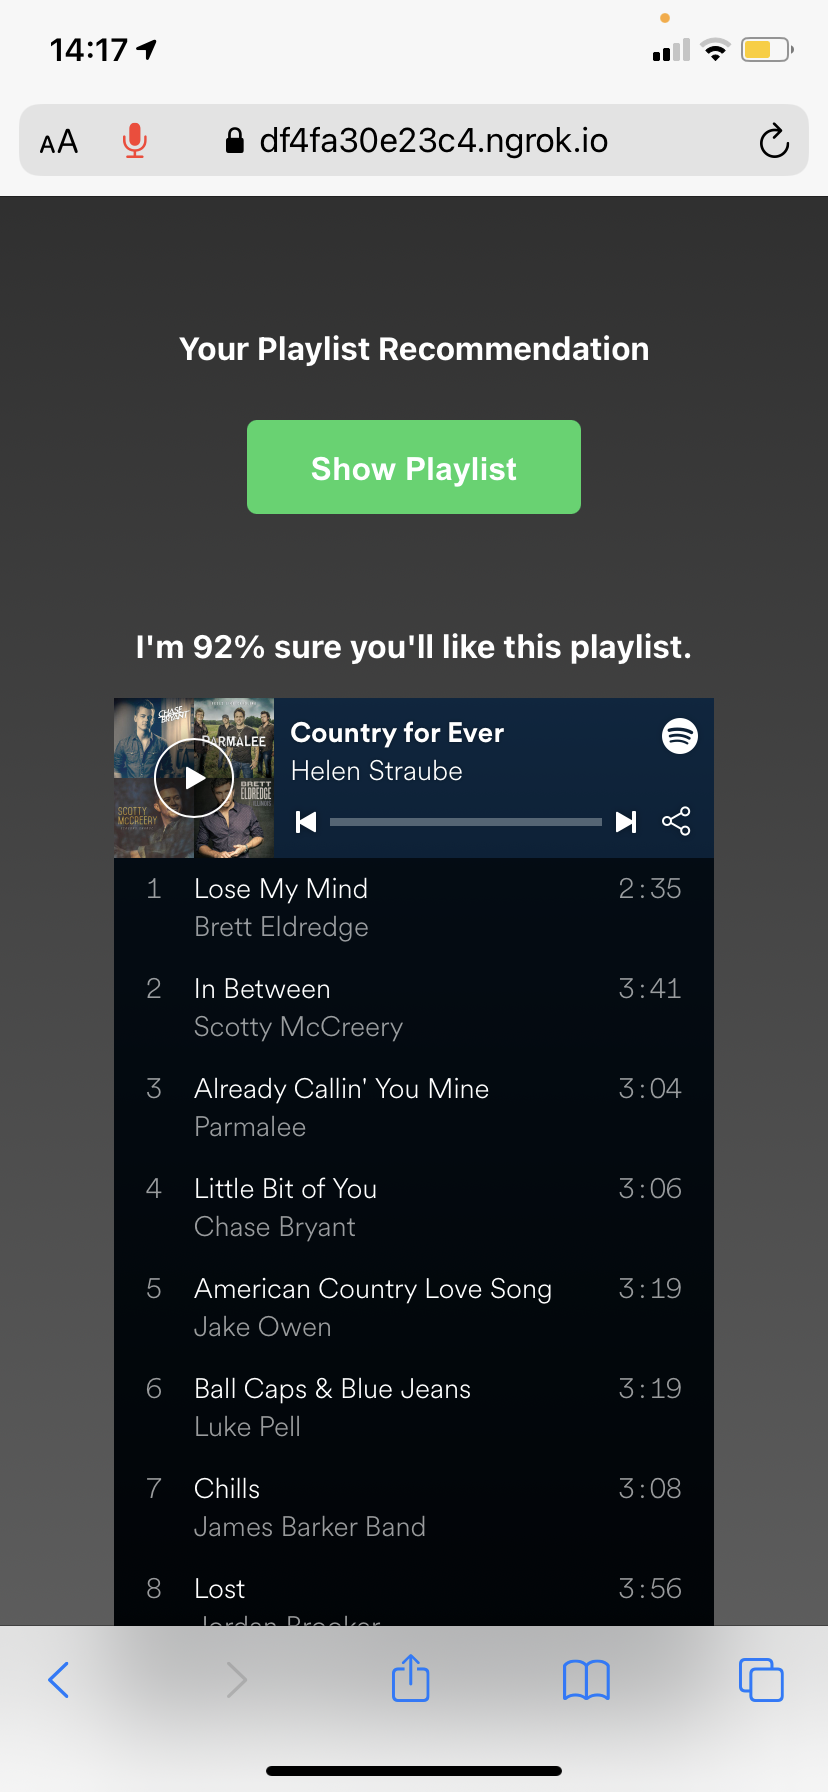 14:17
AA
df4fa30e23c4.ngrok.io
Your Playlist Recommendation
Show Playlist
I'm 92% sure you'll like this playlist.
CHASE
BRYANT
PARMALEE
SCOTTY
MCCREERY
BRETT
ELDREDGE
ILLINOIS
Country for Ever
Helen Straube
1 Lose My Mind 2:35
Brett Eldredge
2 In Between 3:41
Scotty McCreery
3 Already Callin' You Mine 3:04
Parmalee
4 Little Bit of You 3:06
Chase Bryant
5 American Country Love Song 3:19
Jake Owen
6 Ball Caps & Blue Jeans 3:19
Luke Pell
7 Chills 3:08
James Barker Band
8 Lost 3:56